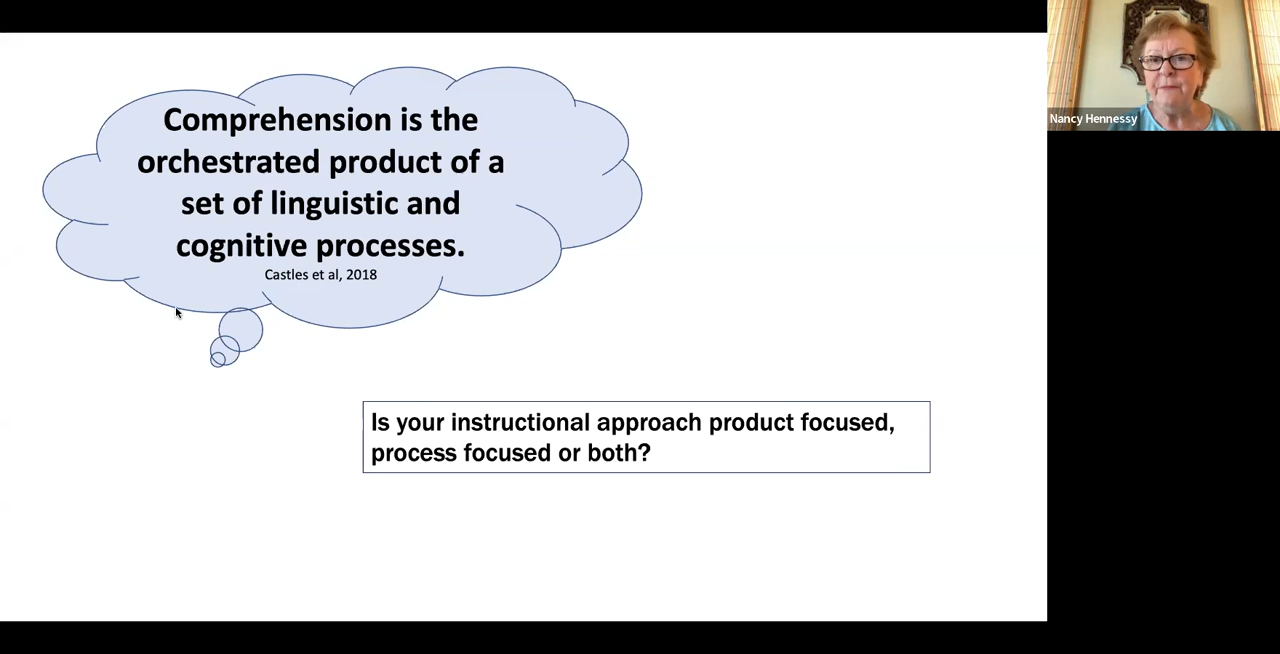 Comprehension is the
orchestrated product of a
set of linguistic and
cognitive processes.
Castles et al, 2018
Is your instructional approach product focused,
process focused or both?
Nancy Hennessy